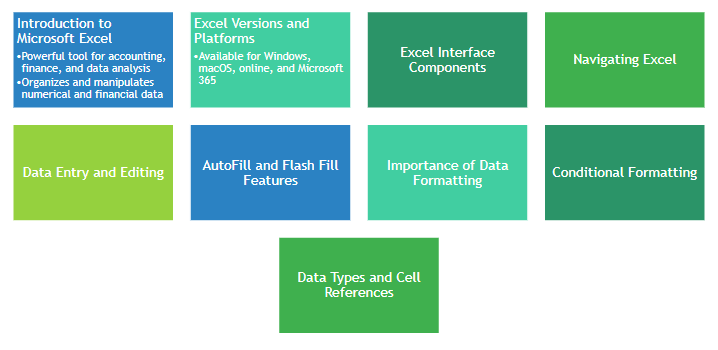 Introduction to
Microsoft Excel
•Powerful tool for accounting,
finance, and data analysis
•Organizes and manipulates
numerical and financial data
Excel Versions and
Platforms
•Available for Windows,
macOS, online, and Microsoft
365
Excel Interface
Components
Navigating Excel
Data Entry and Editing
AutoFill and Flash Fill
Features
Importance of Data
Formatting
Conditional Formatting
Data Types and Cell
References